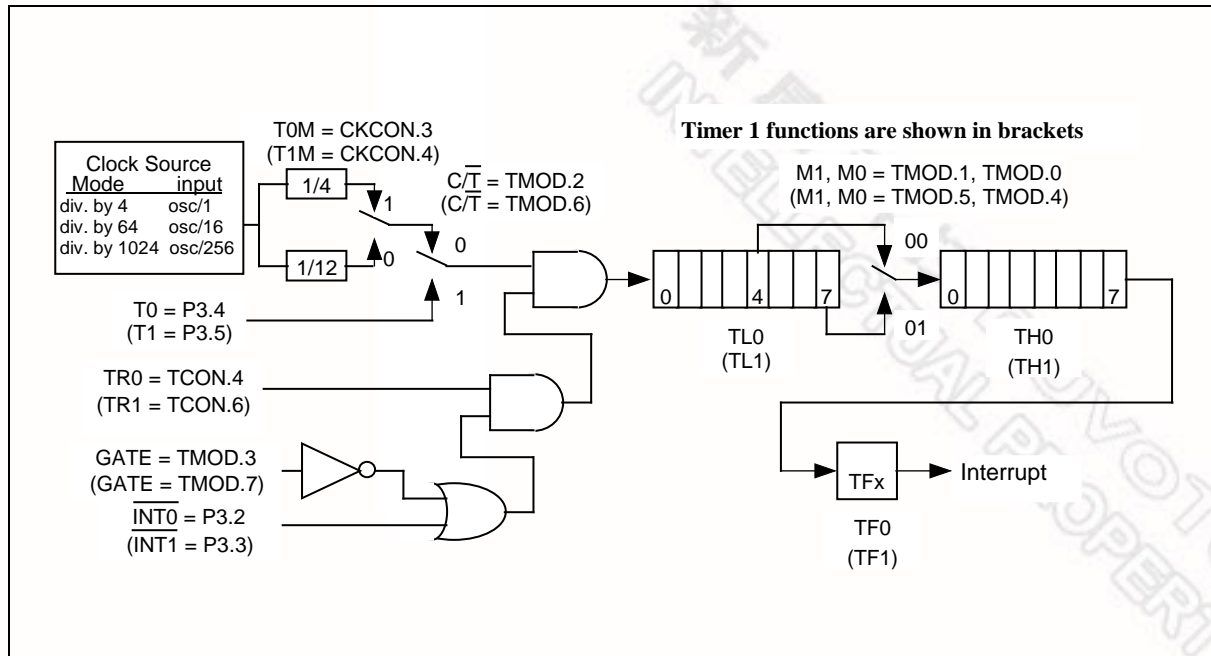 Timer 1 functions are shown in brackets
T0M = CKCON.3
(T1M = CKCON.4)
Clock Source
Mode input
div. by 4 osc/1
div. by 64 osc/16
div. by 1024 osc/256
1/4
1/12
1
0
C/T̅ = TMOD.2
(C/T̅ = TMOD.6)
0
1
M1, M0 = TMOD.1, TMOD.0
(M1, M0 = TMOD.5, TMOD.4)
00
01
0 4 7
TL0
(TL1)
0 7
TH0
(TH1)
T0 = P3.4
(T1 = P3.5)
TR0 = TCON.4
(TR1 = TCON.6)
GATE = TMOD.3
(GATE = TMOD.7)
I̅N̅T̅0̅ = P3.2
(I̅N̅T̅1̅ = P3.3)
TFx
Interrupt
TF0
(TF1)
新